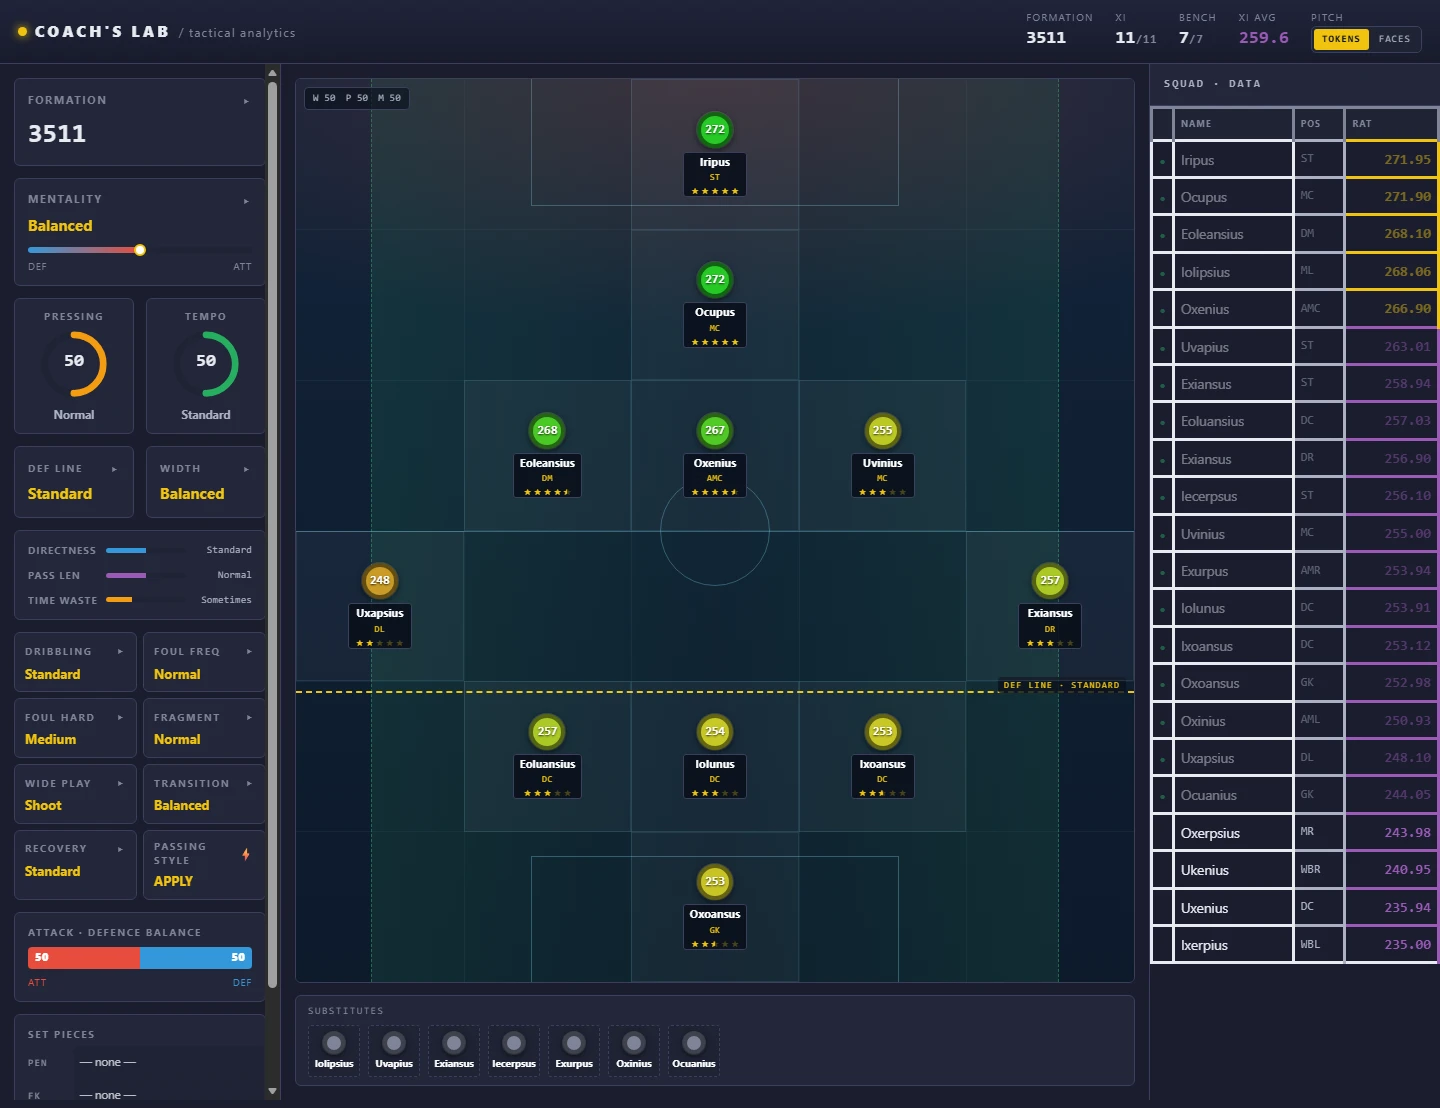 COACH'S LAB / tactical analytics
FORMATION
3511
XI
11/11
BENCH
7/7
XI AVG
259.6
PITCH
TOKENS FACES
FORMATION
3511
MENTALITY
Balanced
DEF ATT
PRESSING
50
Normal
TEMPO
50
Standard
DEF LINE
Standard
WIDTH
Balanced
DIRECTNESS Standard
PASS LEN Normal
TIME WASTE Sometimes
DRIBBLING
Standard
FOUL FREQ
Normal
FOUL HARD
Medium
FRAGMENT
Normal
WIDE PLAY
Shoot
TRANSITION
Balanced
RECOVERY
Standard
PASSING
STYLE
APPLY
ATTACK · DEFENCE BALANCE
50 50
ATT DEF
SET PIECES
PEN — none —
FK — none —
W 50 P 50 M 50
272
Iripus
ST
272
Ocupus
MC
268
Eoleansius
DM
267
Oxenius
AMC
255
Uvinius
MC
248
Uxapsius
DL
257
Exiansus
DR
DEF LINE · STANDARD
257
Eoluansius
DC
254
Iolunus
DC
253
Ixoansus
DC
253
Oxoansus
GK
SUBSTITUTES
Iolipsius
Uvapius
Exiansus
Iecerpsus
Exurpus
Oxinius
Ocuanius
SQUAD · DATA
NAME POS RAT
Iripus ST 271.95
Ocupus MC 271.90
Eoleansius DM 268.10
Iolipsius ML 268.06
Oxenius AMC 266.90
Uvapius ST 263.01
Exiansus ST 258.94
Eoluansius DC 257.03
Exiansus DR 256.90
Iecerpsus ST 256.10
Uvinius MC 255.00
Exurpus AMR 253.94
Iolunus DC 253.91
Ixoansus DC 253.12
Oxoansus GK 252.98
Oxinius AML 250.93
Uxapsius DL 248.10
Ocuanius GK 244.05
Oxerpsius MR 243.98
Ukenius WBR 240.95
Uxenius DC 235.94
Ixerpius WBL 235.00